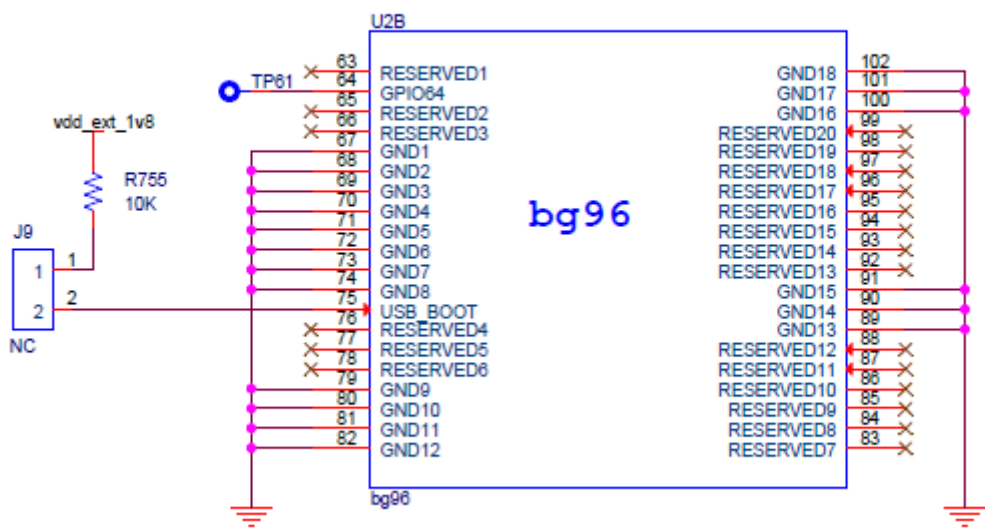 U2B
63 RESERVED1 GND18 102
TP61 64 GPIO64 GND17 101
65 RESERVED2 GND16 100
vdd_ext_1v8 66 RESERVED3 RESERVED20 99
67 GND1 RESERVED19 98
68 GND2 RESERVED18 97
R755 69 GND3 RESERVED17 96
10K 70 GND4 RESERVED16 95
bg96
71 GND5 RESERVED15 94
J9 72 GND6 RESERVED14 93
1 1 73 GND7 RESERVED13 92
74 GND8 GND15 91
2 2 75 USB_BOOT GND14 90
76 RESERVED4 GND13 89
NC 77 RESERVED5 RESERVED12 88
78 RESERVED6 RESERVED11 87
79 GND9 RESERVED10 86
80 GND10 RESERVED9 85
81 GND11 RESERVED8 84
82 GND12 RESERVED7 83
bg96